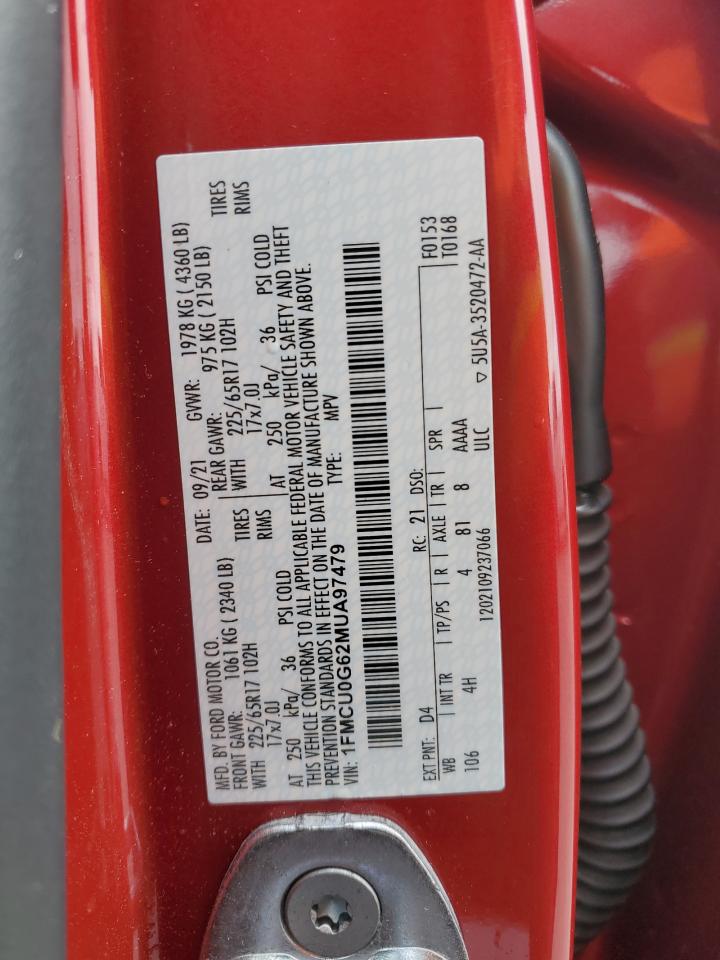 MFD. BY FORD MOTOR CO. DATE: 09/21 GVWR: 1978 KG ( 4360 LB)
FRONT GAWR: 1061 KG ( 2340 LB) REAR GAWR: 975 KG ( 2150 LB)
WITH 225/65R17 102H TIRES WITH 225/65R17 102H TIRES
17x7.0J RIMS 17x7.0J RIMS
AT 250 kPa/ 36 PSI COLD AT 250 kPa/ 36 PSI COLD
THIS VEHICLE CONFORMS TO ALL APPLICABLE FEDERAL MOTOR VEHICLE SAFETY AND THEFT
PREVENTION STANDARDS IN EFFECT ON THE DATE OF MANUFACTURE SHOWN ABOVE.
VIN: 1FMCU0G62MUA97479 TYPE: MPV
EXT PNT: D4 RC: 21 DSO: F0153
WB INT TR TP/PS R AXLE TR SPR T0168
106 4H 4 81 8 AAAA
1202109237066 ULC ▽ 5U5A-3520472-AA